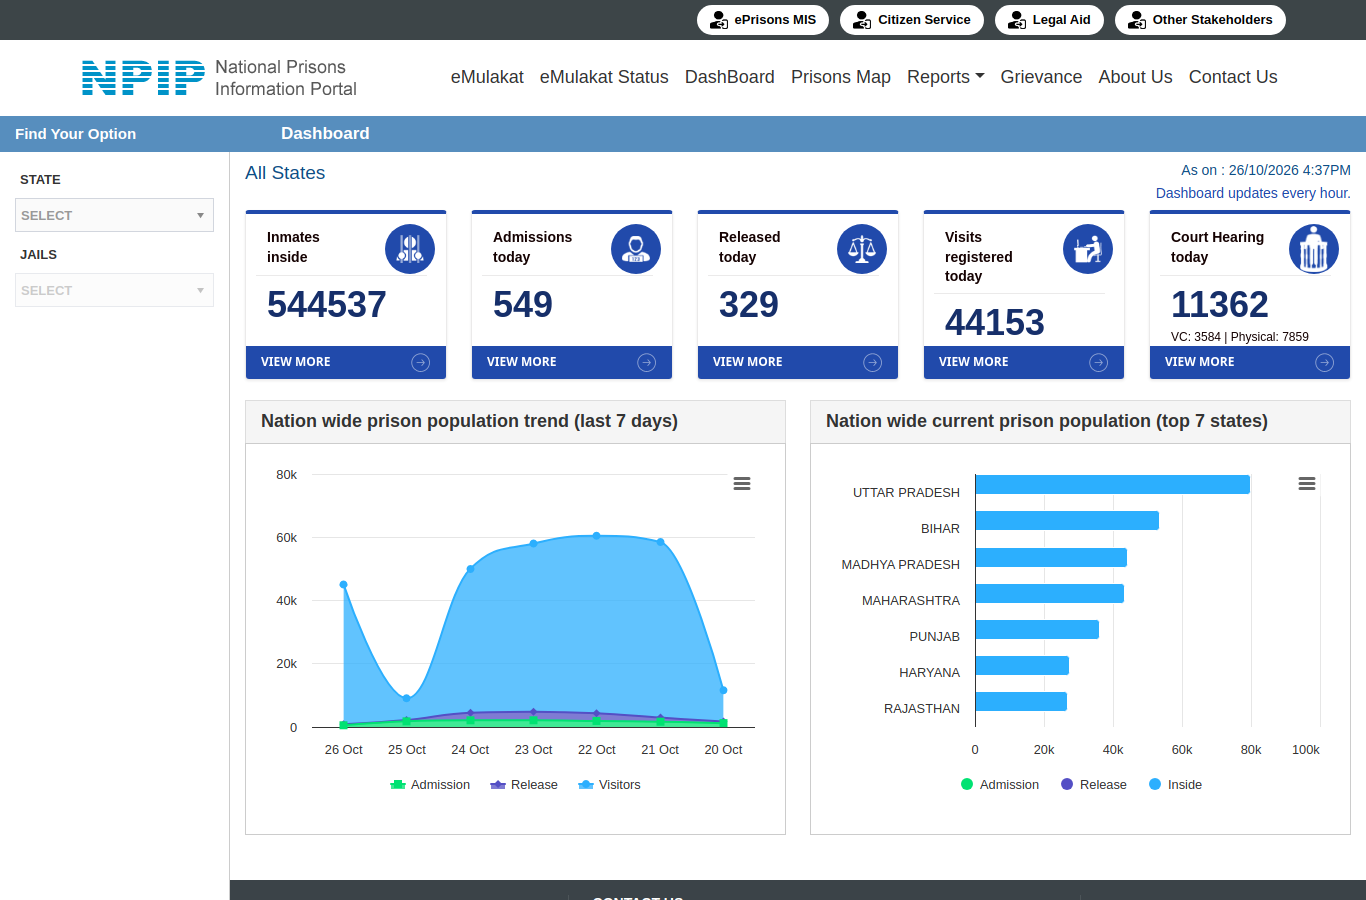 ePrisons MIS
Citizen Service
Legal Aid
Other Stakeholders
NPIP
National Prisons
Information Portal
eMulakat
eMulakat Status
DashBoard
Prisons Map
Reports
Grievance
About Us
Contact Us
Find Your Option
Dashboard
STATE
SELECT
JAILS
SELECT
All States
As on : 26/10/2026 4:37PM
Dashboard updates every hour.
Inmates
inside
544537
VIEW MORE
Admissions
today
549
VIEW MORE
Released
today
329
VIEW MORE
Visits
registered
today
44153
VIEW MORE
Court Hearing
today
11362
VC: 3584 | Physical: 7859
VIEW MORE
Nation wide prison population trend (last 7 days)
80k
60k
40k
20k
0
26 Oct
25 Oct
24 Oct
23 Oct
22 Oct
21 Oct
20 Oct
Admission
Release
Visitors
Nation wide current prison population (top 7 states)
UTTAR PRADESH
BIHAR
MADHYA PRADESH
MAHARASHTRA
PUNJAB
HARYANA
RAJASTHAN
0
20k
40k
60k
80k
100k
Admission
Release
Inside
CONTACT US